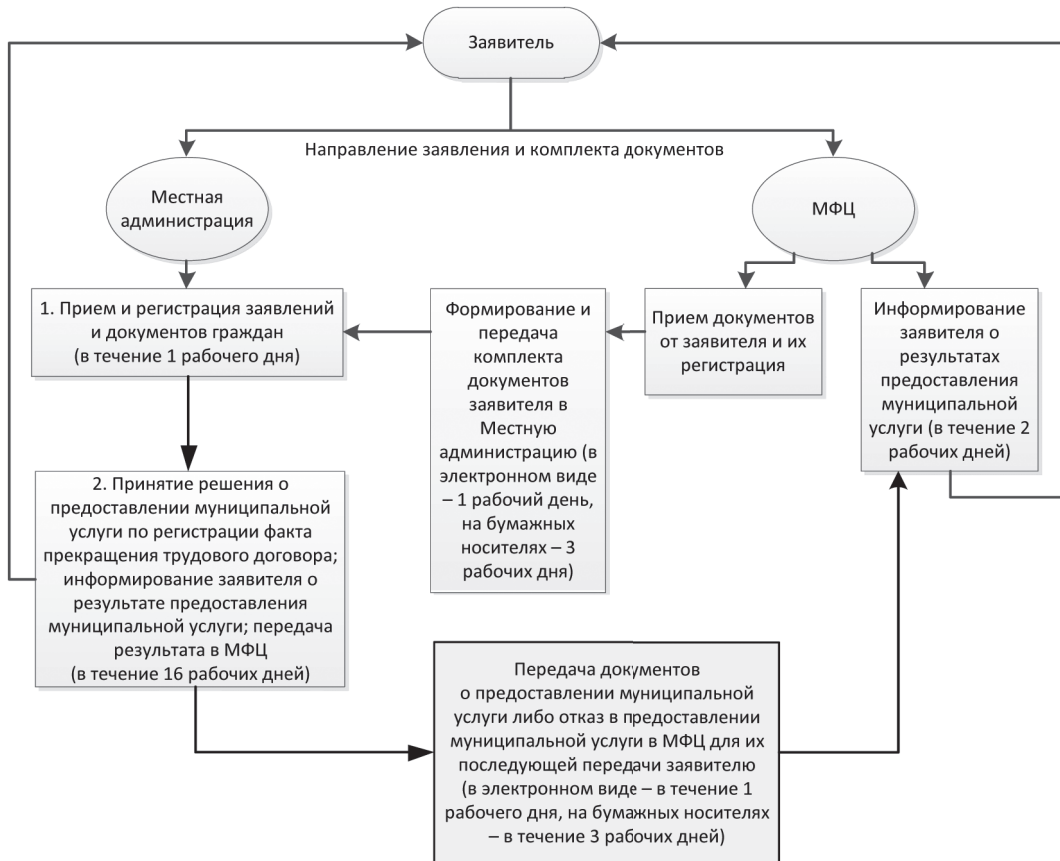 Заявитель
Направление заявления и комплекта документов
Местная
администрация
МФЦ
1. Прием и регистрация заявлений
и документов граждан
(в течение 1 рабочего дня)
Формирование и
передача
комплекта
документов
заявителя в
Местную
администрацию (в
электронном виде
– 1 рабочий день,
на бумажных
носителях – 3
рабочих дня)
Прием документов
от заявителя и их
регистрация
Информирование
заявителя о
результатах
предоставления
муниципальной
услуги (в течение 2
рабочих дней)
2. Принятие решения о
предоставлении муниципальной
услуги по регистрации факта
прекращения трудового договора;
информирование заявителя о
результате предоставления
муниципальной услуги; передача
результата в МФЦ
(в течение 16 рабочих дней)
Передача документов
о предоставлении муниципальной
услуги либо отказ в предоставлении
муниципальной услуги в МФЦ для их
последующей передачи заявителю
(в электронном виде – в течение 1
рабочего дня, на бумажных носителях
– в течение 3 рабочих дней)